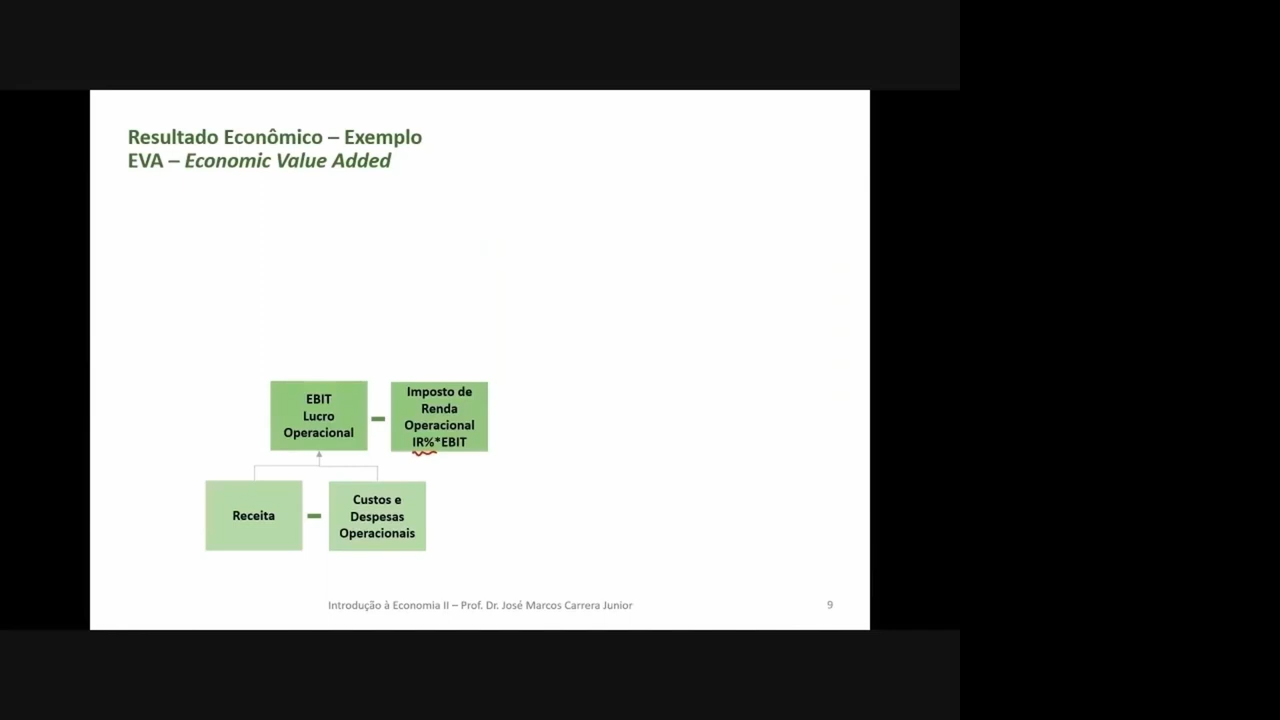 Resultado Econômico – Exemplo
EVA – Economic Value Added
EBIT
Lucro
Operacional
Imposto de
Renda
Operacional
IR%*EBIT
Receita
Custos e
Despesas
Operacionais
Introdução à Economia II – Prof. Dr. José Marcos Carrera Junior
9